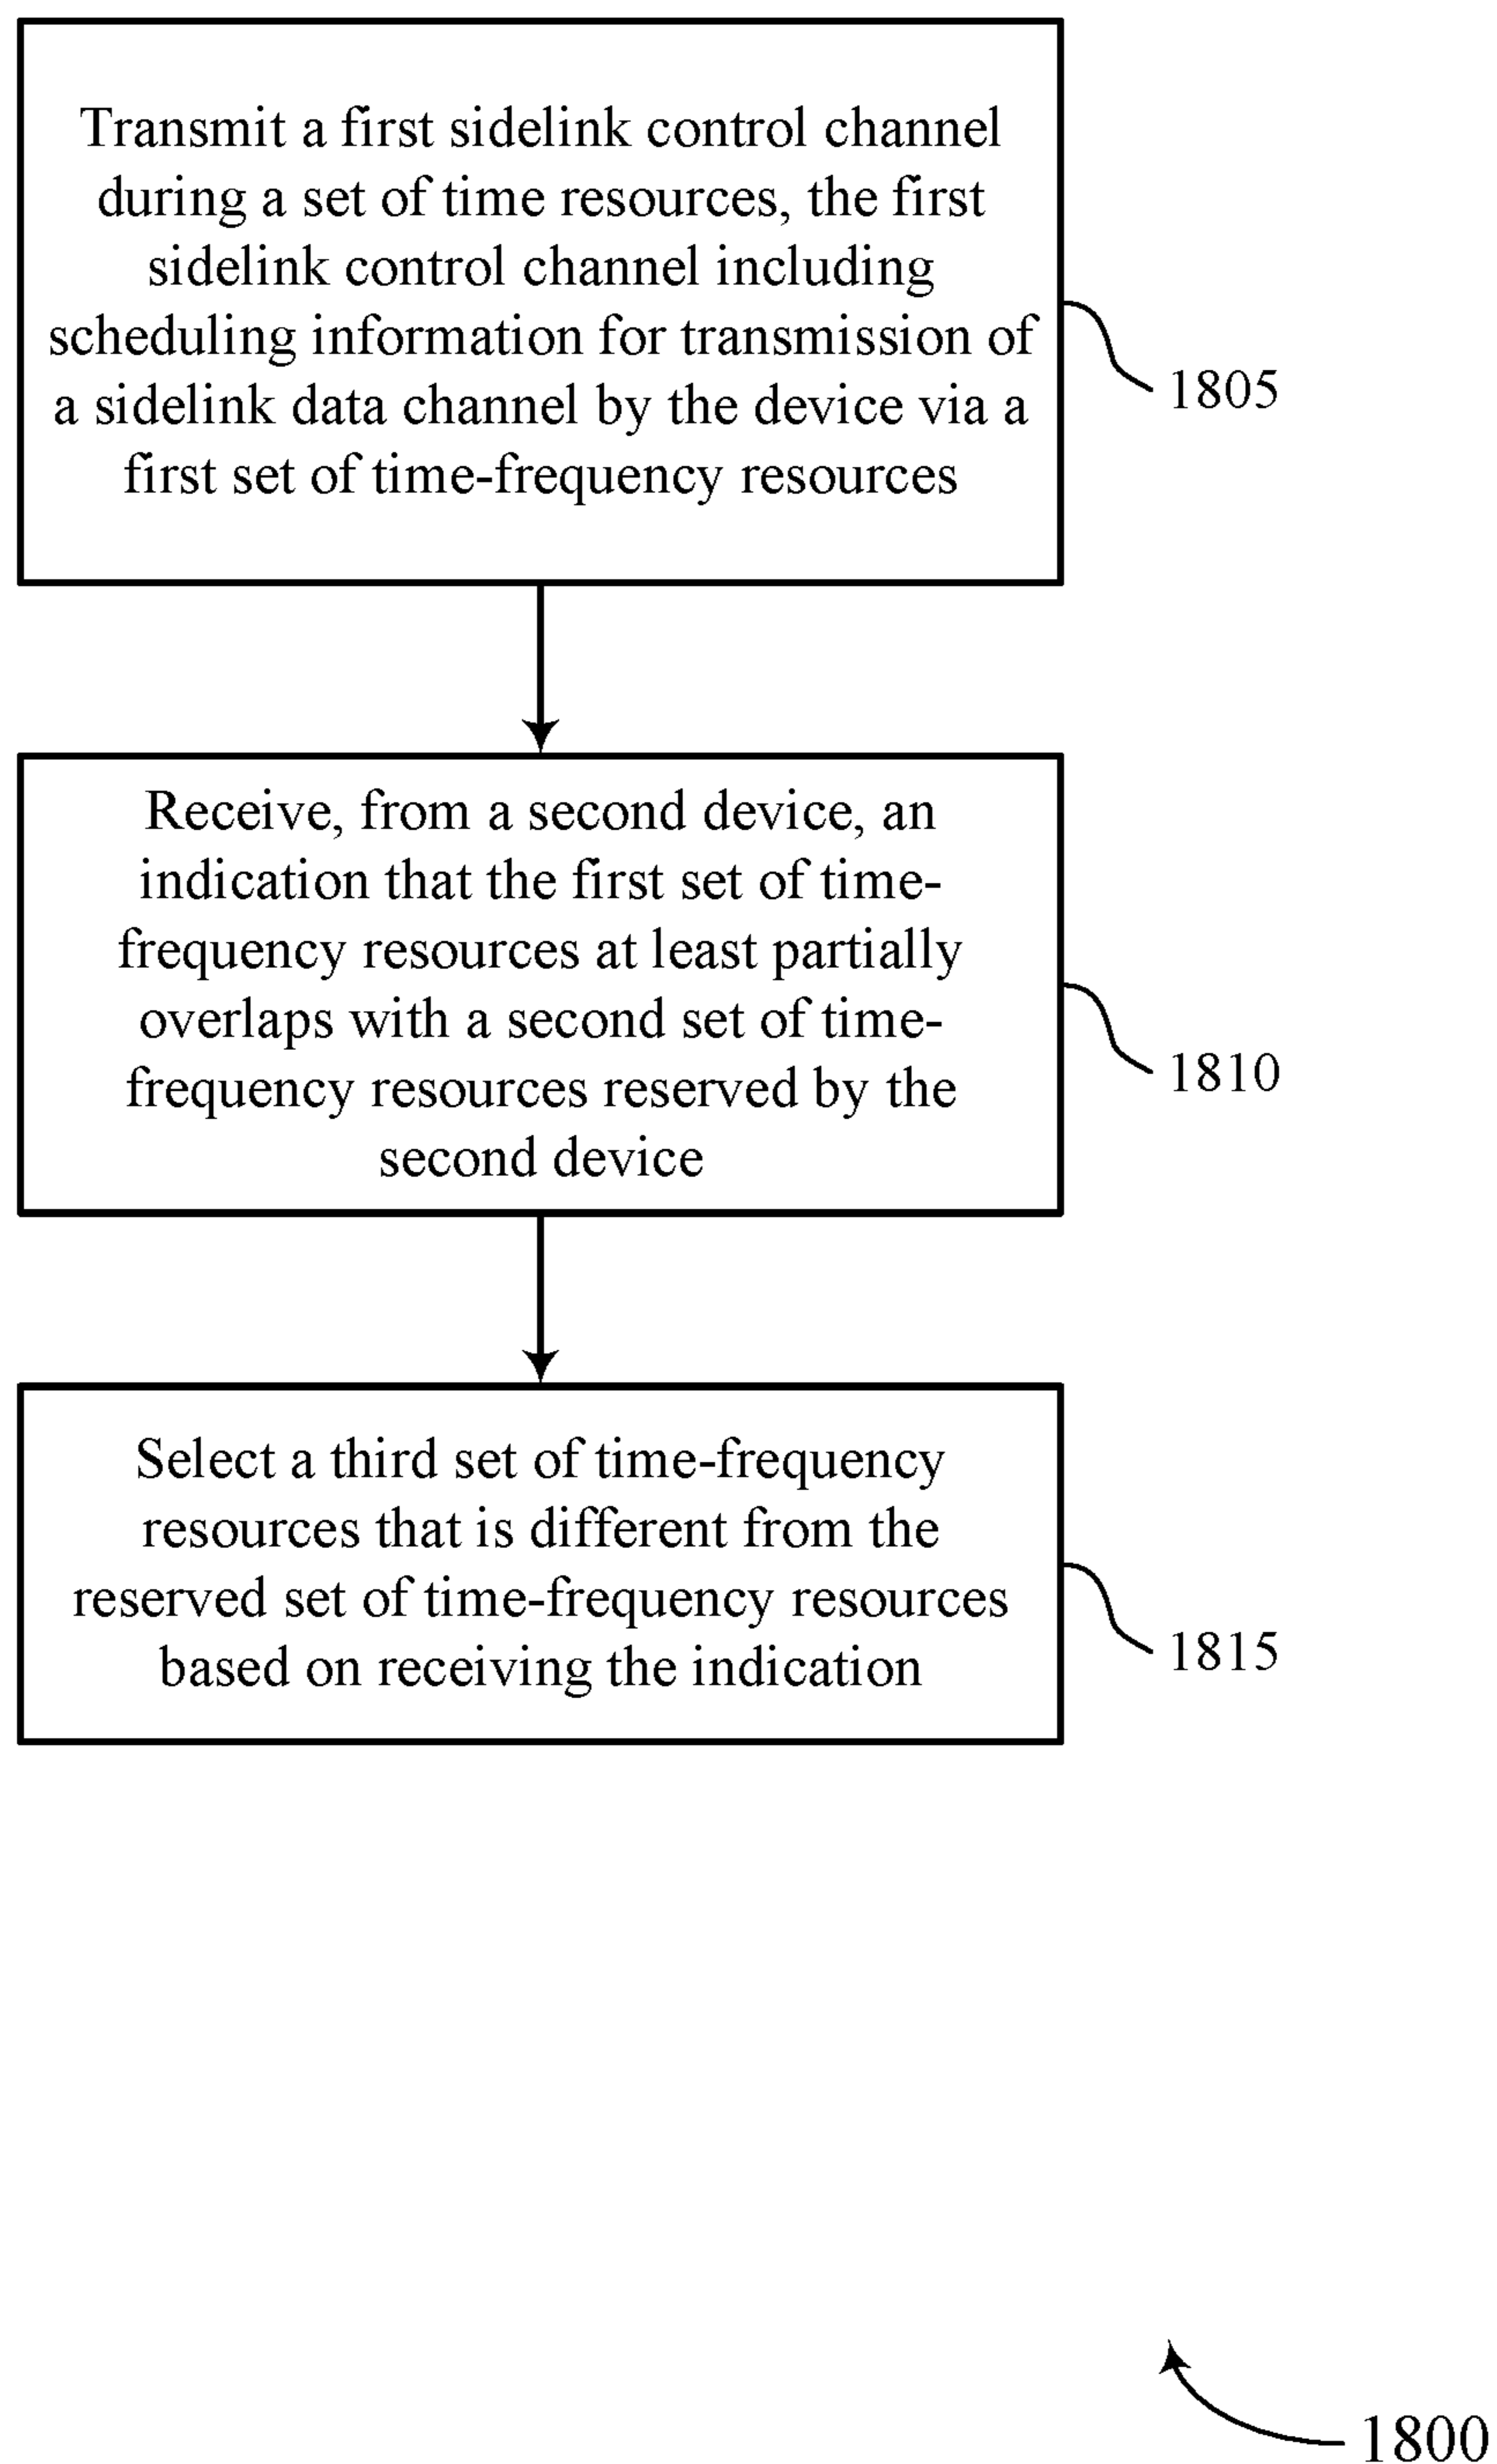 Transmit a first sidelink control channel
during a set of time resources, the first
sidelink control channel including
scheduling information for transmission of
a sidelink data channel by the device via a
first set of time-frequency resources
1805
Receive, from a second device, an
indication that the first set of time-
frequency resources at least partially
overlaps with a second set of time-
frequency resources reserved by the
second device
1810
Select a third set of time-frequency
resources that is different from the
reserved set of time-frequency resources
based on receiving the indication
1815
1800